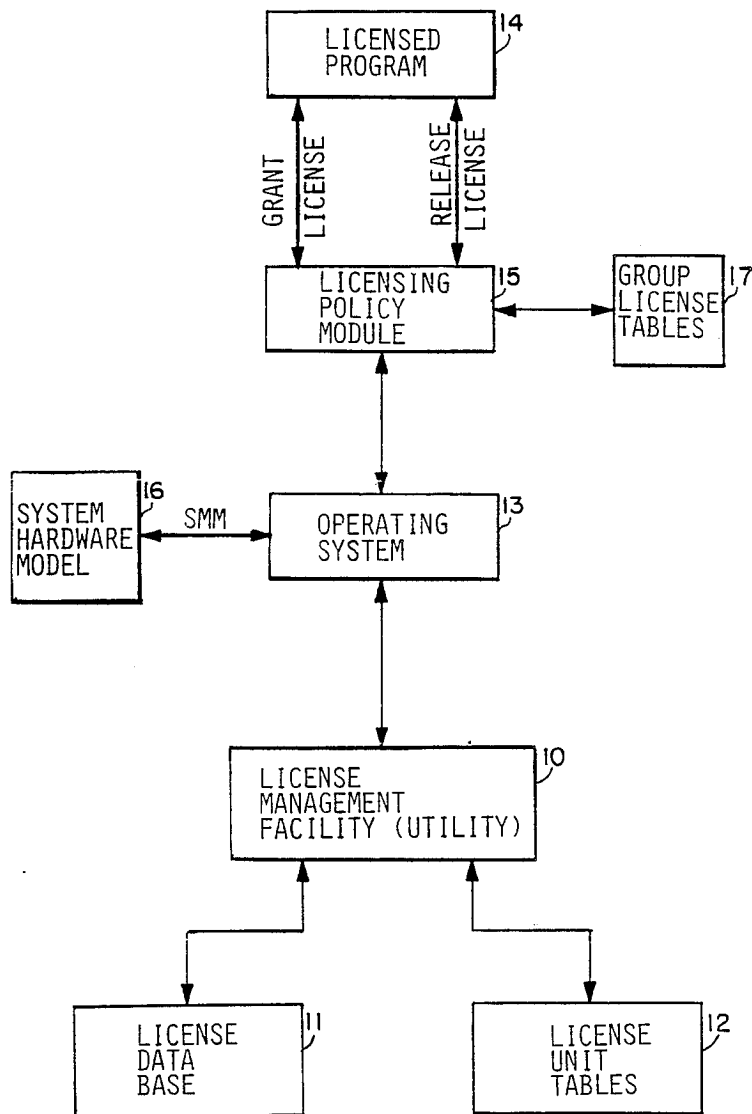 14
LICENSED
PROGRAM
GRANT
LICENSE
RELEASE
LICENSE
15
LICENSING
POLICY
MODULE
17
GROUP
LICENSE
TABLES
16
SYSTEM
HARDWARE
MODEL
SMM
13
OPERATING
SYSTEM
10
LICENSE
MANAGEMENT
FACILITY (UTILITY)
11
LICENSE
DATA
BASE
12
LICENSE
UNIT
TABLES